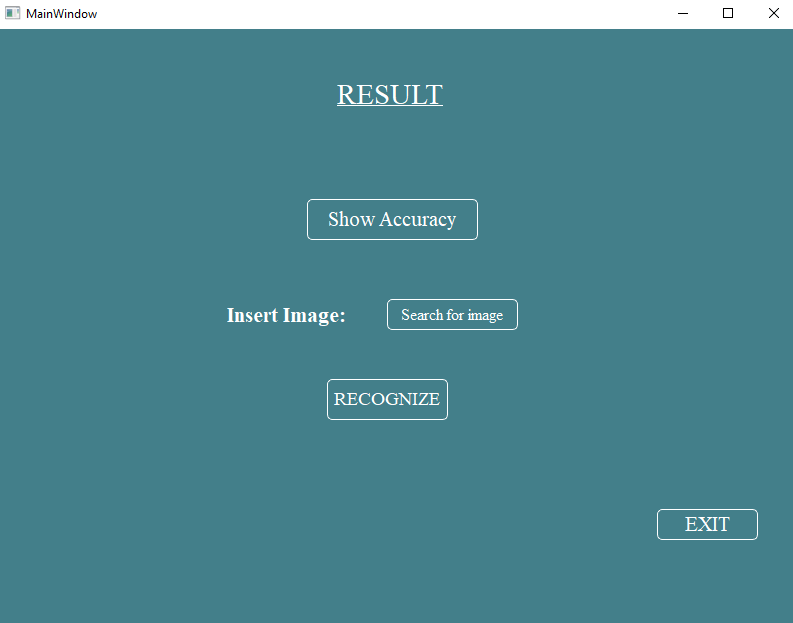 MainWindow
RESULT
Show Accuracy
Insert Image: Search for image
RECOGNIZE
EXIT